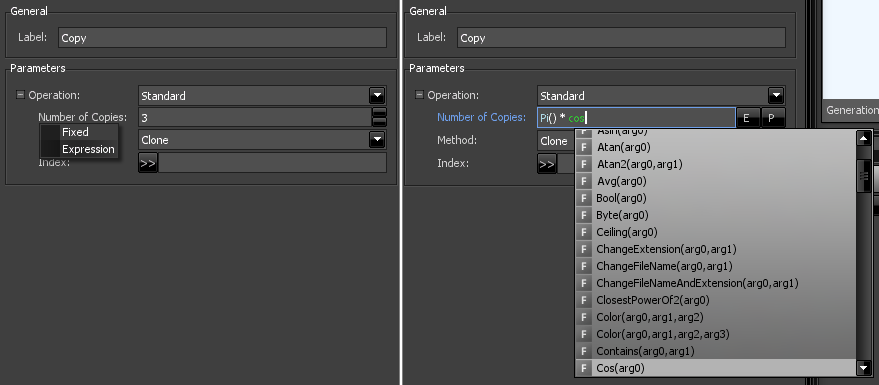 General
Label: Copy
Parameters
Operation: Standard
Number of Copies: 3
Fixed
Expression
Clone
Index: >>
General
Label: Copy
Parameters
Operation: Standard
Number of Copies: Pi() * cos E P
Method: Clone
Index: >>
Asin(arg0)
Atan(arg0)
Atan2(arg0,arg1)
Avg(arg0)
Bool(arg0)
Byte(arg0)
Ceiling(arg0)
ChangeExtension(arg0,arg1)
ChangeFileName(arg0,arg1)
ChangeFileNameAndExtension(arg0,arg1)
ClosestPowerOf2(arg0)
Color(arg0,arg1,arg2)
Color(arg0,arg1,arg2,arg3)
Contains(arg0,arg1)
Cos(arg0)
Generation